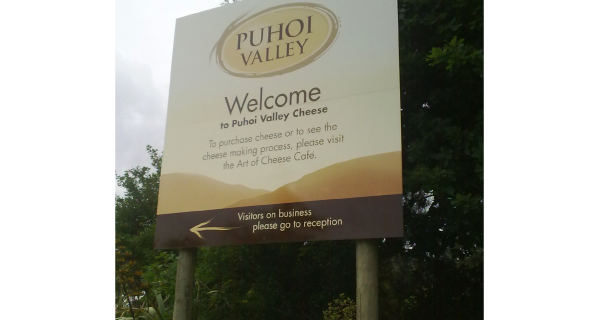 PUHOI
VALLEY
Welcome
to Puhoi Valley Cheese
To purchase cheese or to see the
cheese making process, please visit
the Art of Cheese Café.
Visitors on business
please go to reception